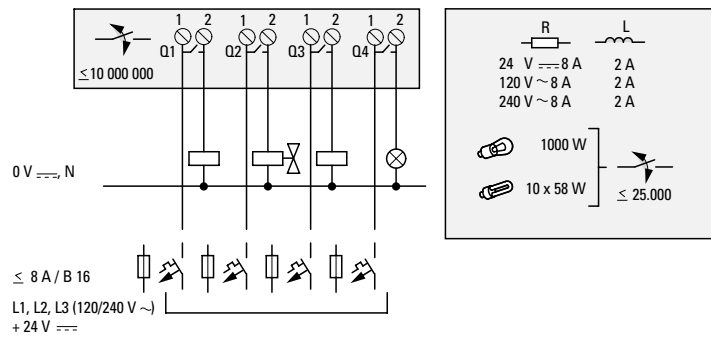 1 2 1 2 1 2 1 2
Q1 Q2 Q3 Q4
≤10 000 000
0 V ⎓, N
≤ 8 A / B 16
L1, L2, L3 (120/240 V ~)
+ 24 V ⎓
R L
24 V ⎓ 8 A 2 A
120 V ~ 8 A 2 A
240 V ~ 8 A 2 A
1000 W
10 x 58 W
≤ 25.000